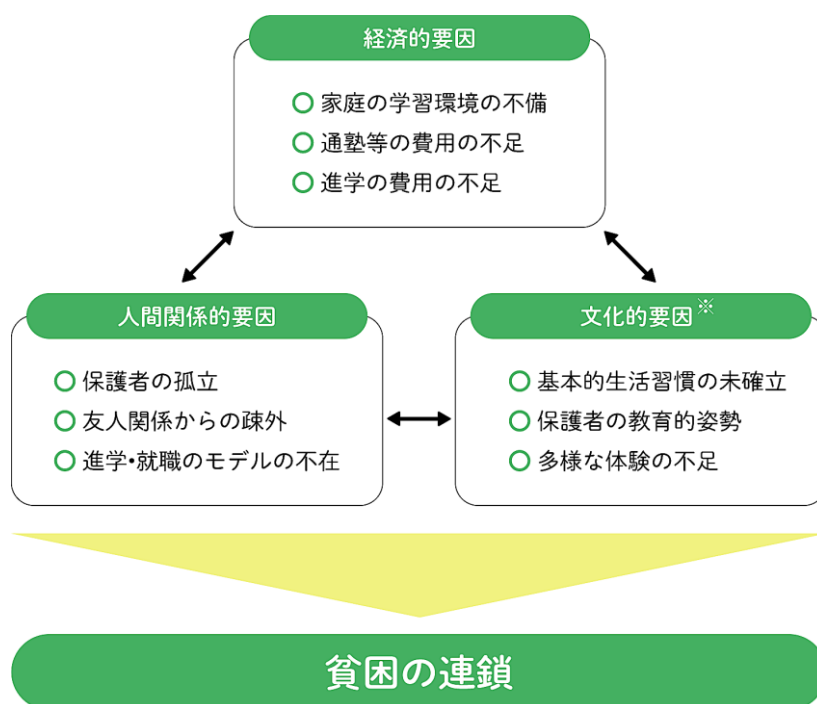 経済的要因
○ 家庭の学習環境の不備
○ 通塾等の費用の不足
○ 進学の費用の不足
人間関係的要因
○ 保護者の孤立
○ 友人関係からの疎外
○ 進学・就職のモデルの不在
文化的要因※
○ 基本的生活習慣の未確立
○ 保護者の教育的姿勢
○ 多様な体験の不足
貧困の連鎖